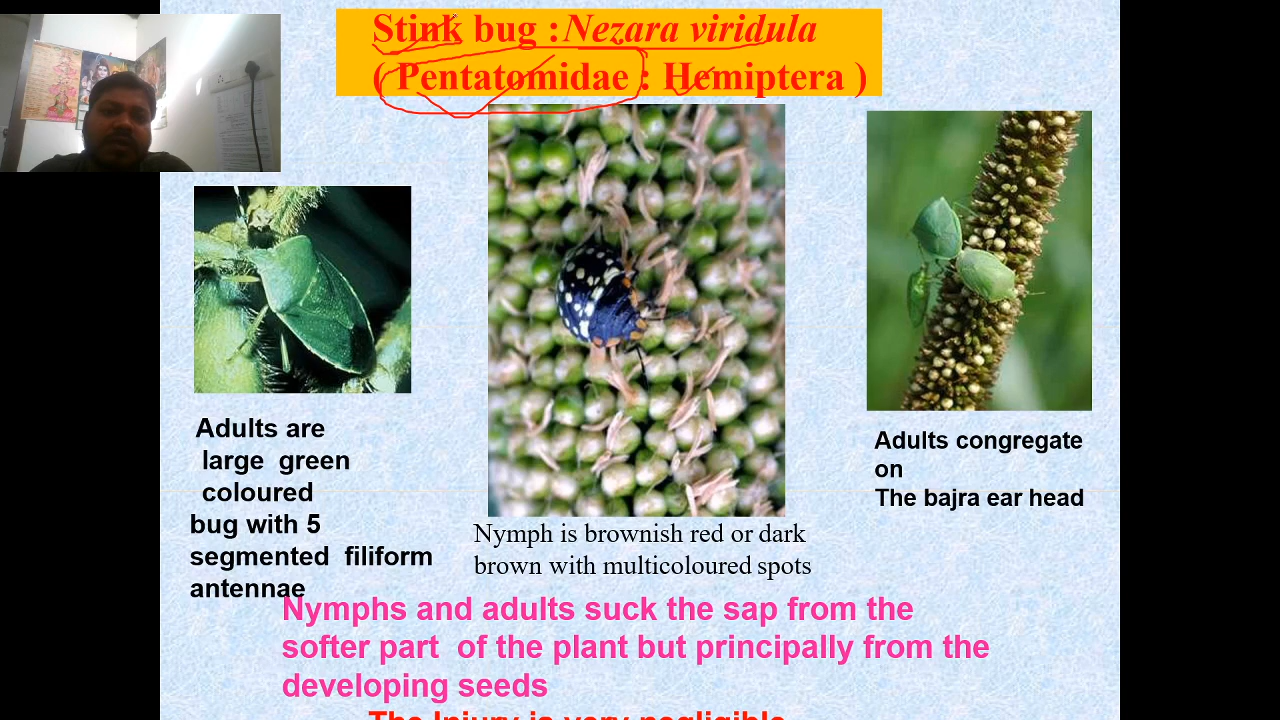 Stink bug : Nezara viridula
( Pentatomidae : Hemiptera )
Adults are
large green
coloured
bug with 5
segmented filiform
antennae
Nymph is brownish red or dark
brown with multicoloured spots
Adults congregate
on
The bajra ear head
Nymphs and adults suck the sap from the
softer part of the plant but principally from the
developing seeds
The Injury is very negligible